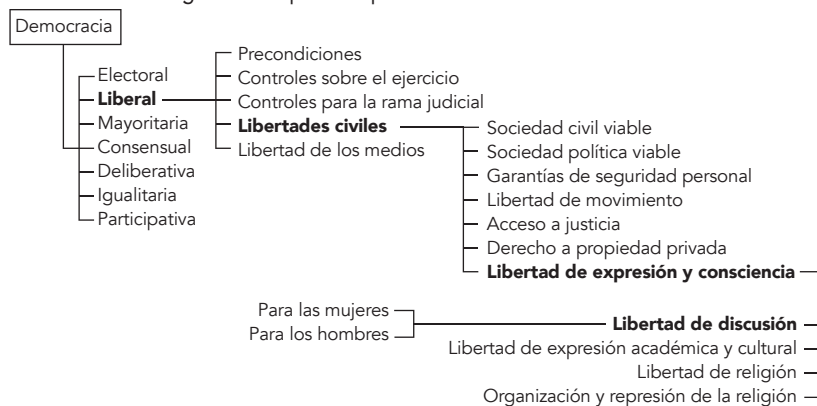 Democracia
Electoral
Liberal
Mayoritaria
Consensual
Deliberativa
Igualitaria
Participativa
Precondiciones
Controles sobre el ejercicio
Controles para la rama judicial
Libertades civiles
Libertad de los medios
Sociedad civil viable
Sociedad política viable
Garantías de seguridad personal
Libertad de movimiento
Acceso a justicia
Derecho a propiedad privada
Libertad de expresión y consciencia
Para las mujeres
Para los hombres
Libertad de discusión
Libertad de expresión académica y cultural
Libertad de religión
Organización y represión de la religión